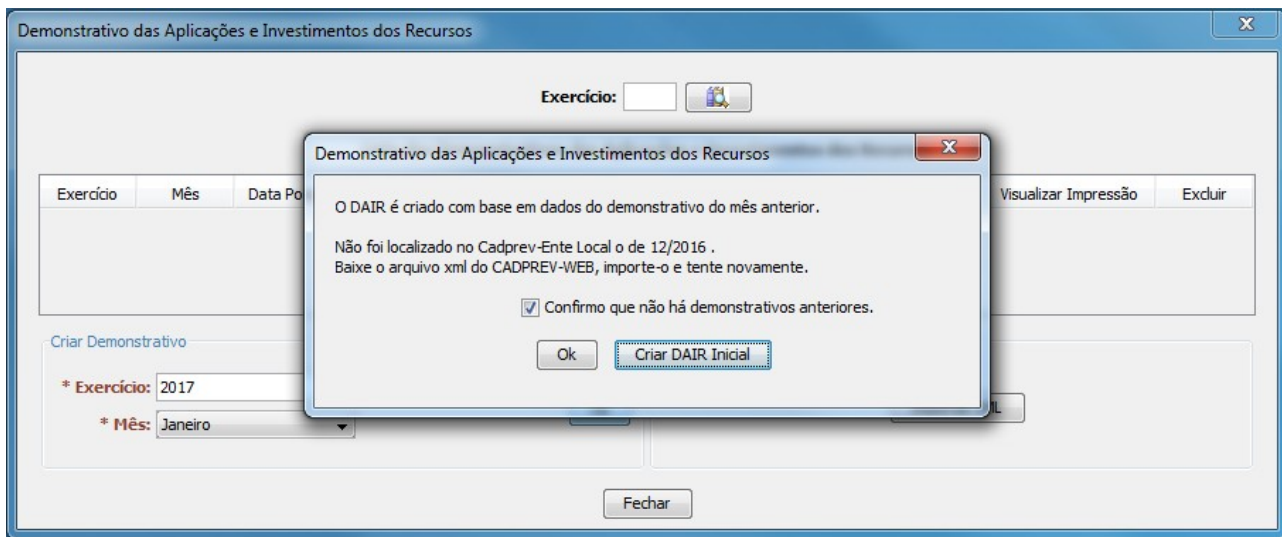 Demonstrativo das Aplicações e Investimentos dos Recursos
Exercício:
Demonstrativo das Aplicações e Investimentos dos Recursos
Exercício Mês Data Visualizar Impressão Excluir
O DAIR é criado com base em dados do demonstrativo do mês anterior.
Não foi localizado no Cadprev-Ente Local o de 12/2016 .
Baixe o arquivo xml do CADPREV-WEB, importe-o e tente novamente.
Confirmo que não há demonstrativos anteriores.
Ok Criar DAIR Inicial
Criar Demonstrativo
* Exercício: 2017
* Mês: Janeiro
Fechar